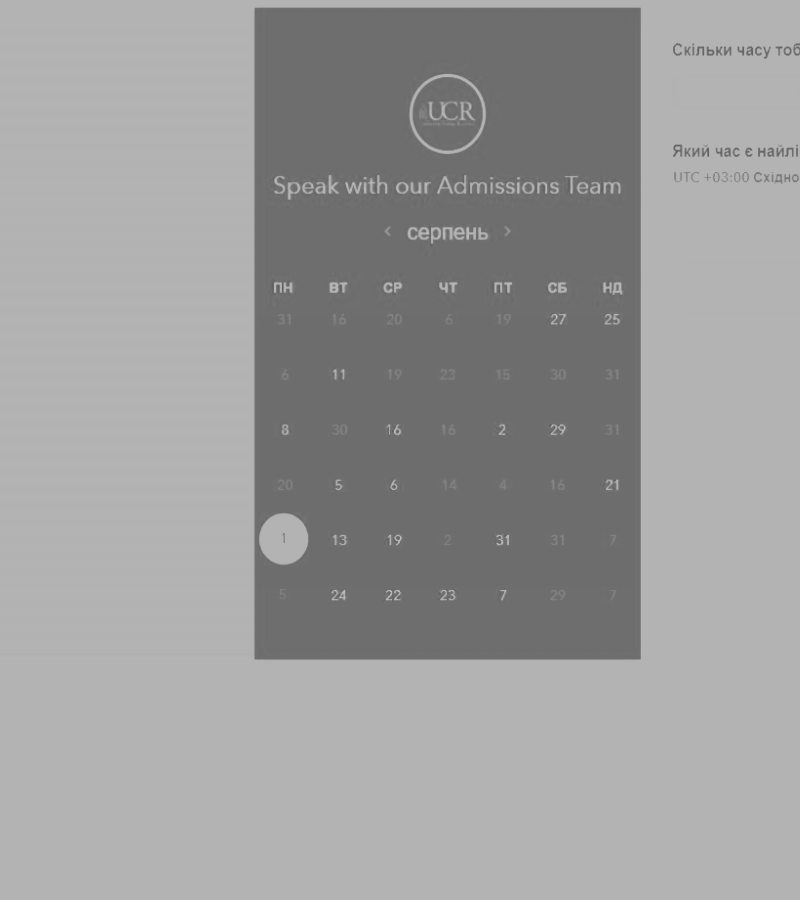 UCR
Speak with our Admissions Team
‹ серпень ›
ПН ВТ СР ЧТ ПТ СБ НД
31 16 20 6 19 27 25
6 11 19 23 15 30 31
8 30 16 16 2 29 31
20 5 6 14 4 16 21
1 13 19 2 31 31 7
5 24 22 23 7 29 7
Скільки часу тоб
Який час є найлі
UTC +03:00 Східно